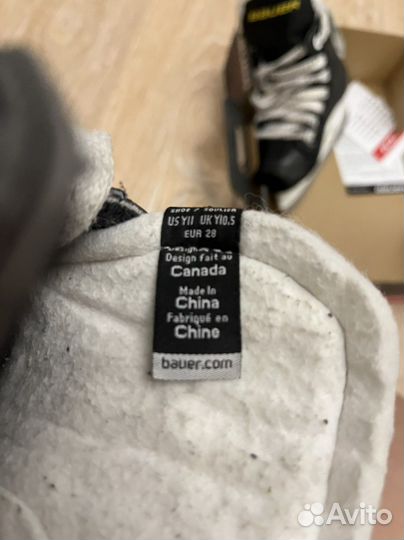 BAUER
SHOE / SOULIER
US Y11 UK Y10.5
EUR 28
Design fait au
Canada
Made In
China
Fabriqué en
Chine
bauer.com
Avito